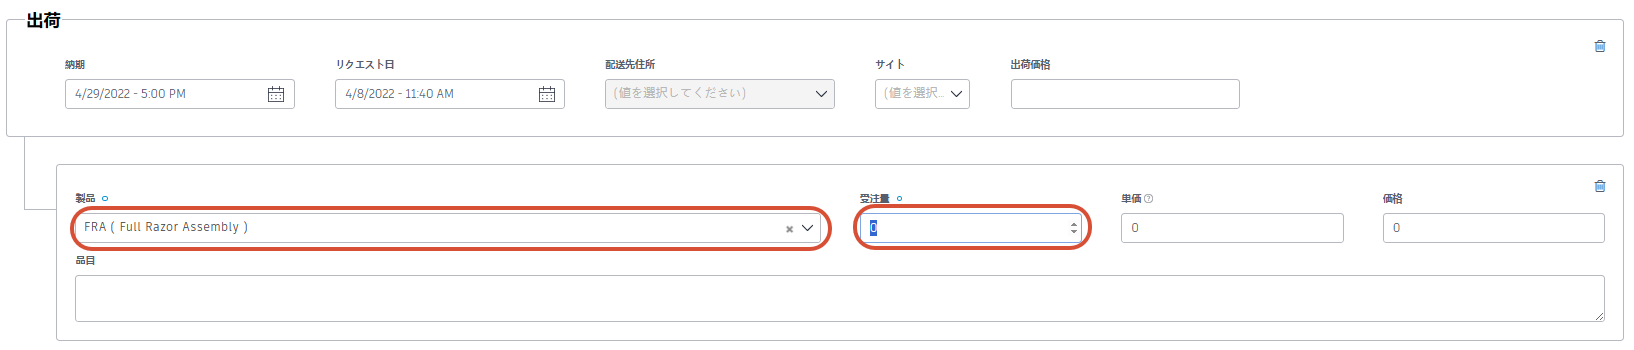 出荷
納期 リクエスト日 配送先住所 サイト 出荷価格
4/29/2022 - 5:00 PM 4/8/2022 - 11:40 AM (値を選択してください) (値を選択...
製品 受注量 単価 価格
FRA ( Full Razor Assembly ) 0 0 0
品目